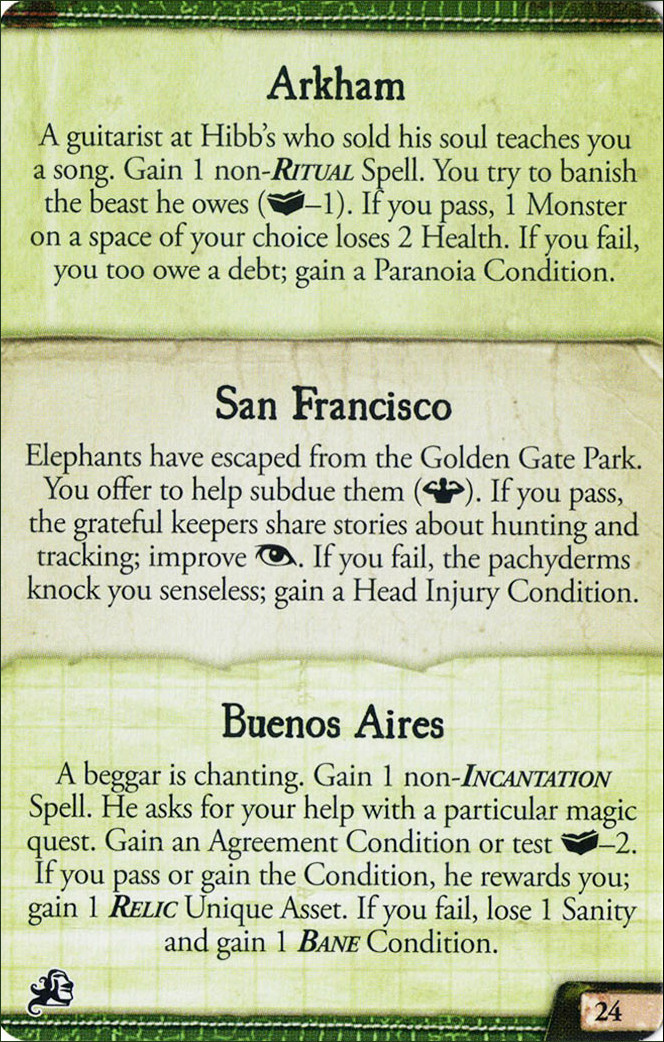 Arkham
A guitarist at Hibb's who sold his soul teaches you
a song. Gain 1 non-RITUAL Spell. You try to banish
the beast he owes (–1). If you pass, 1 Monster
on a space of your choice loses 2 Health. If you fail,
you too owe a debt; gain a Paranoia Condition.
San Francisco
Elephants have escaped from the Golden Gate Park.
You offer to help subdue them (). If you pass,
the grateful keepers share stories about hunting and
tracking; improve . If you fail, the pachyderms
knock you senseless; gain a Head Injury Condition.
Buenos Aires
A beggar is chanting. Gain 1 non-INCANTATION
Spell. He asks for your help with a particular magic
quest. Gain an Agreement Condition or test –2.
If you pass or gain the Condition, he rewards you;
gain 1 RELIC Unique Asset. If you fail, lose 1 Sanity
and gain 1 BANE Condition.
24